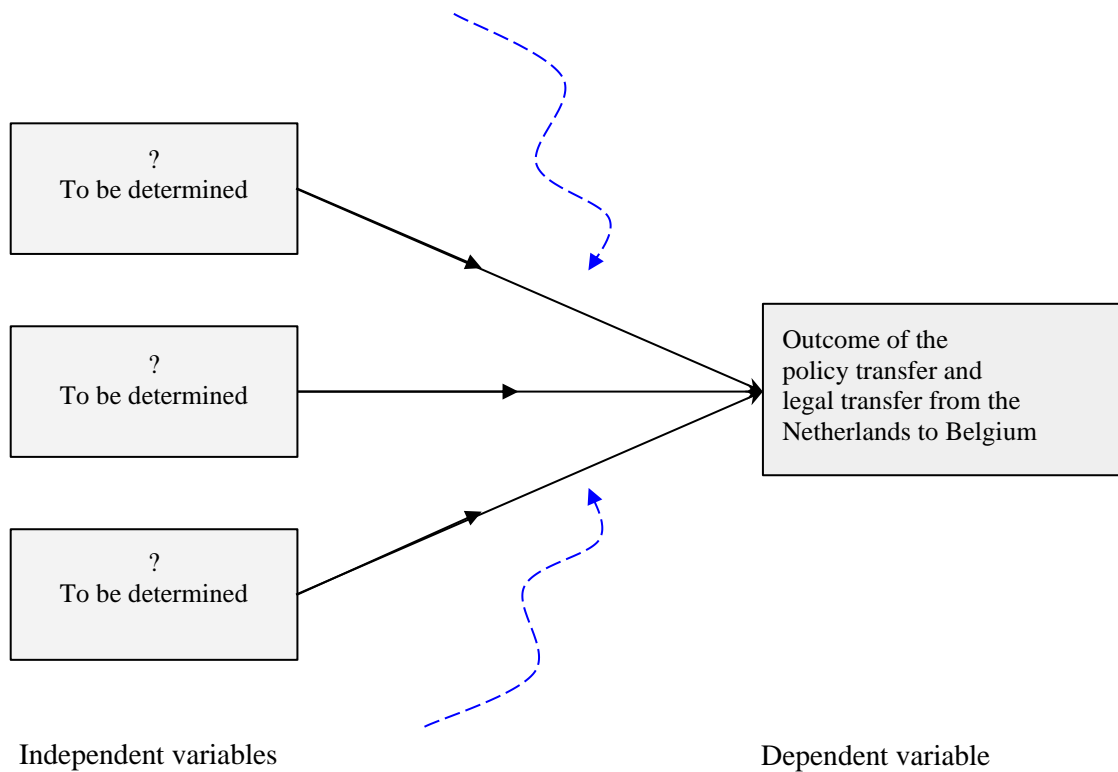 ?
To be determined
?
To be determined
?
To be determined
Outcome of the
policy transfer and
legal transfer from the
Netherlands to Belgium
Independent variables
Dependent variable